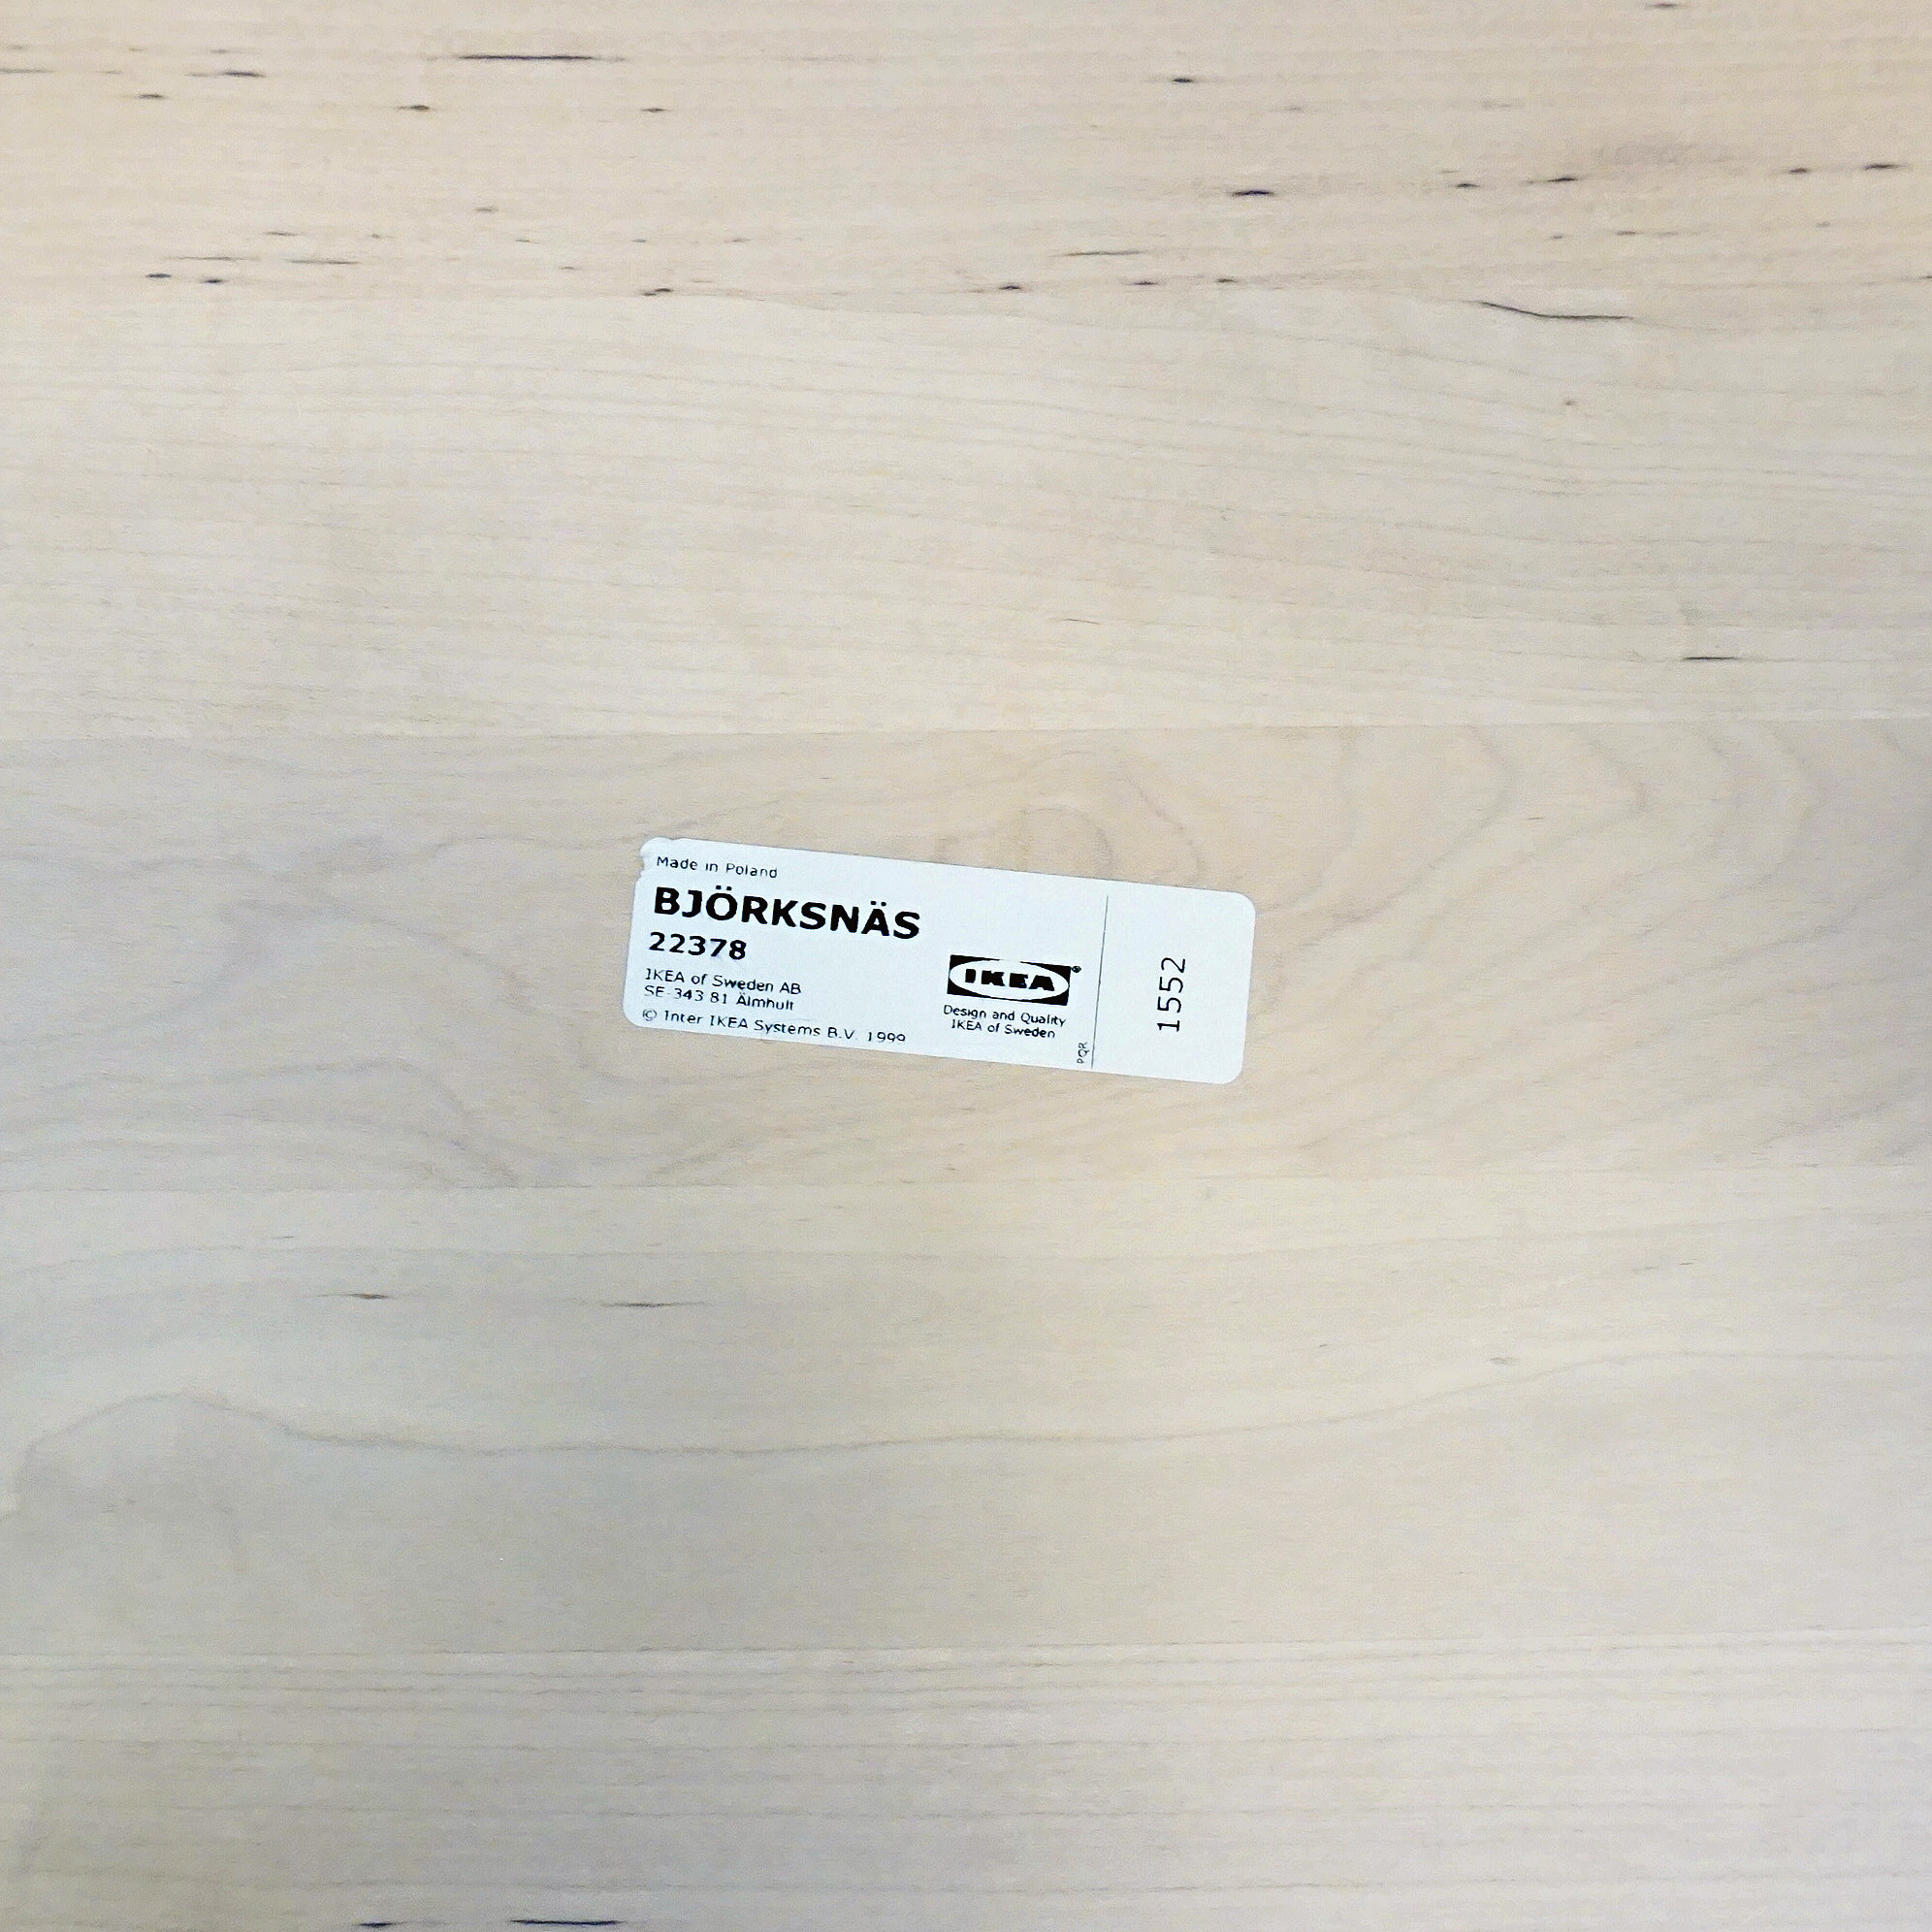 Made in Poland
BJÖRKSNÄS
22378
IKEA of Sweden AB
SE-343 81 Älmhult
© Inter IKEA Systems B.V. 1999
IKEA®
Design and Quality
IKEA of Sweden
PQR
1552